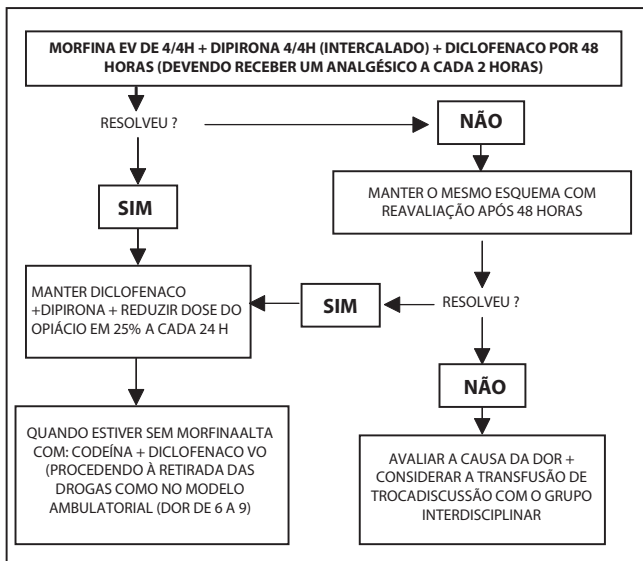 MORFINA EV DE 4/4H + DIPIRONA 4/4H (INTERCALADO) + DICLOFENACO POR 48
HORAS (DEVENDO RECEBER UM ANALGÉSICO A CADA 2 HORAS)
RESOLVEU ?
NÃO
SIM
MANTER O MESMO ESQUEMA COM
REAVALIAÇÃO APÓS 48 HORAS
MANTER DICLOFENACO
+DIPIRONA + REDUZIR DOSE DO
OPIÁCIO EM 25% A CADA 24 H
SIM
RESOLVEU ?
NÃO
QUANDO ESTIVER SEM MORFINAALTA
COM: CODEÍNA + DICLOFENACO VO
(PROCEDENDO À RETIRADA DAS
DROGAS COMO NO MODELO
AMBULATORIAL (DOR DE 6 A 9)
AVALIAR A CAUSA DA DOR +
CONSIDERAR A TRANSFUSÃO DE
TROCADISCUSSÃO COM O GRUPO
INTERDISCIPLINAR